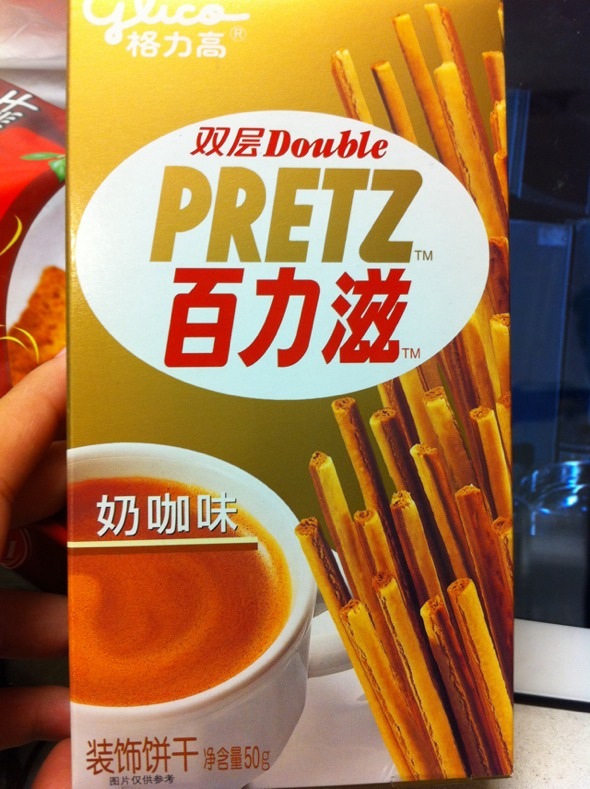 glico
格力高®
双层Double
PRETZ™
百力滋™
奶咖味
装饰饼干 净含量50g
图片仅供参考